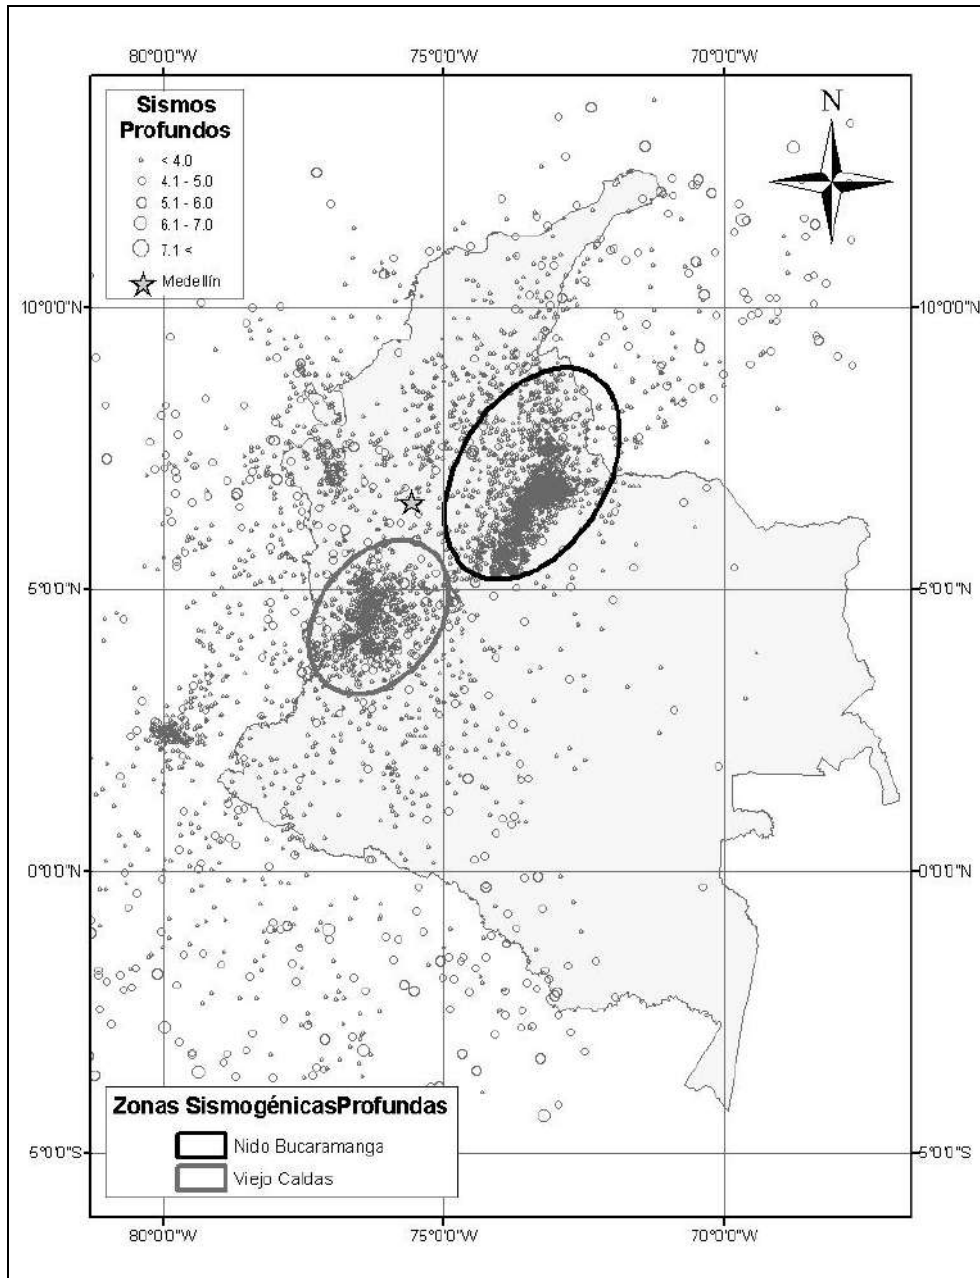 80°0'0"W 75°0'0"W 70°0'0"W
Sismos
Profundos
< 4.0
4.1 - 5.0
5.1 - 6.0
6.1 - 7.0
7.1 <
Medellín
N
10°0'0"N 10°0'0"N
5°0'0"N 5°0'0"N
0°0'0"N 0°0'0"N
Zonas SismogénicasProfundas
Nido Bucaramanga
Viejo Caldas
5°0'0"S 5°0'0"S
80°0'0"W 75°0'0"W 70°0'0"W